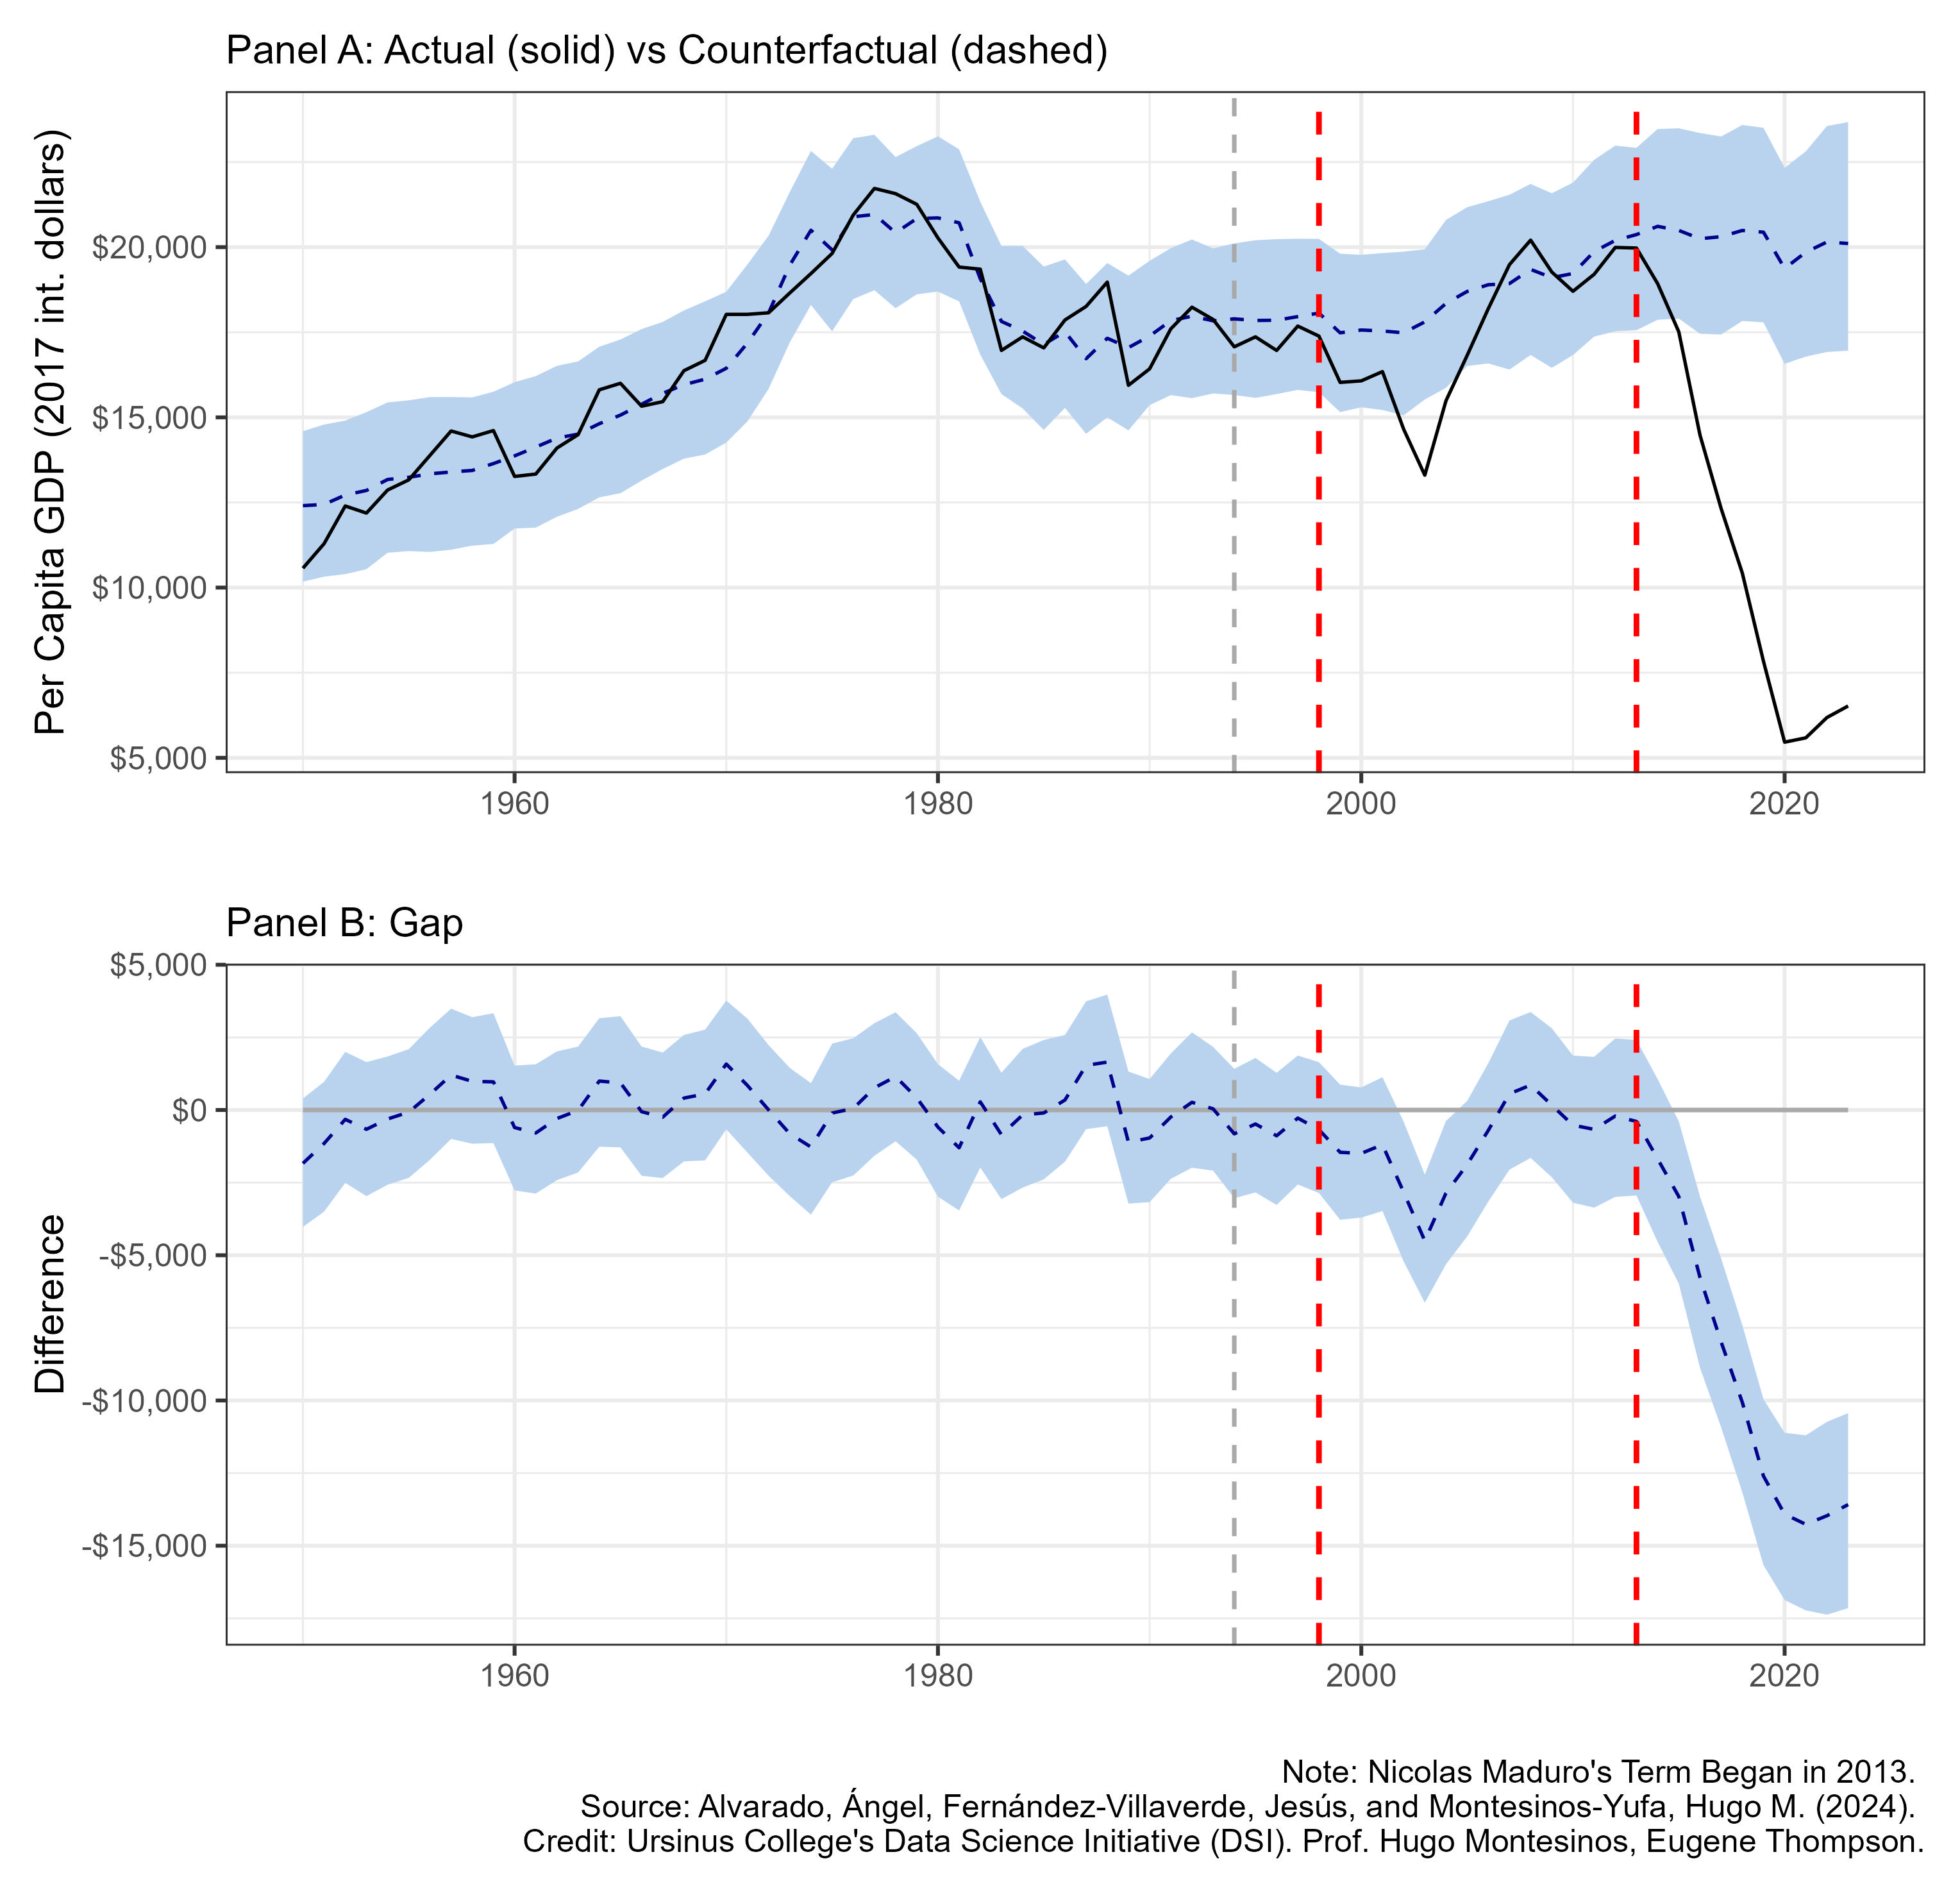 Panel A: Actual (solid) vs Counterfactual (dashed)
Per Capita GDP (2017 int. dollars)
$20,000
$15,000
$10,000
$5,000
1960
1980
2000
2020
Panel B: Gap
Difference
$5,000
$0
-$5,000
-$10,000
-$15,000
1960
1980
2000
2020
Note: Nicolas Maduro's Term Began in 2013.
Source: Alvarado, Ángel, Fernández-Villaverde, Jesús, and Montesinos-Yufa, Hugo M. (2024).
Credit: Ursinus College's Data Science Initiative (DSI). Prof. Hugo Montesinos, Eugene Thompson.